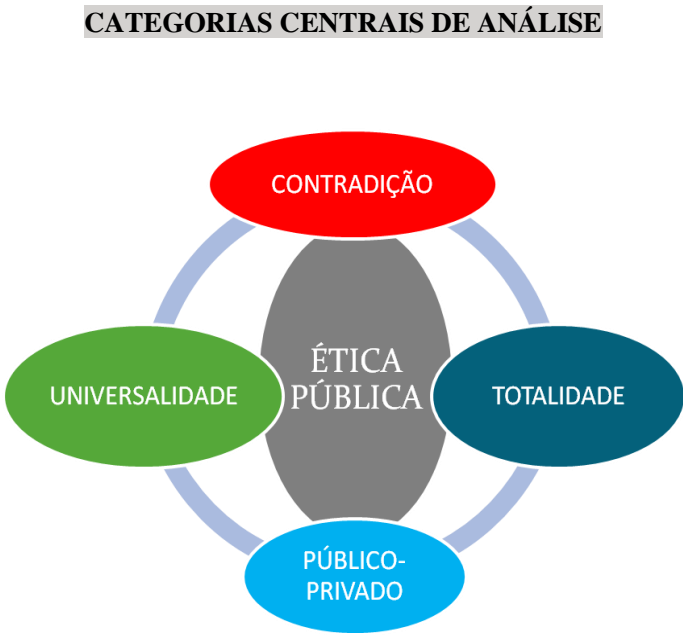 CATEGORIAS CENTRAIS DE ANÁLISE
CONTRADIÇÃO
UNIVERSALIDADE
ÉTICA
PÚBLICA
TOTALIDADE
PÚBLICO-
PRIVADO